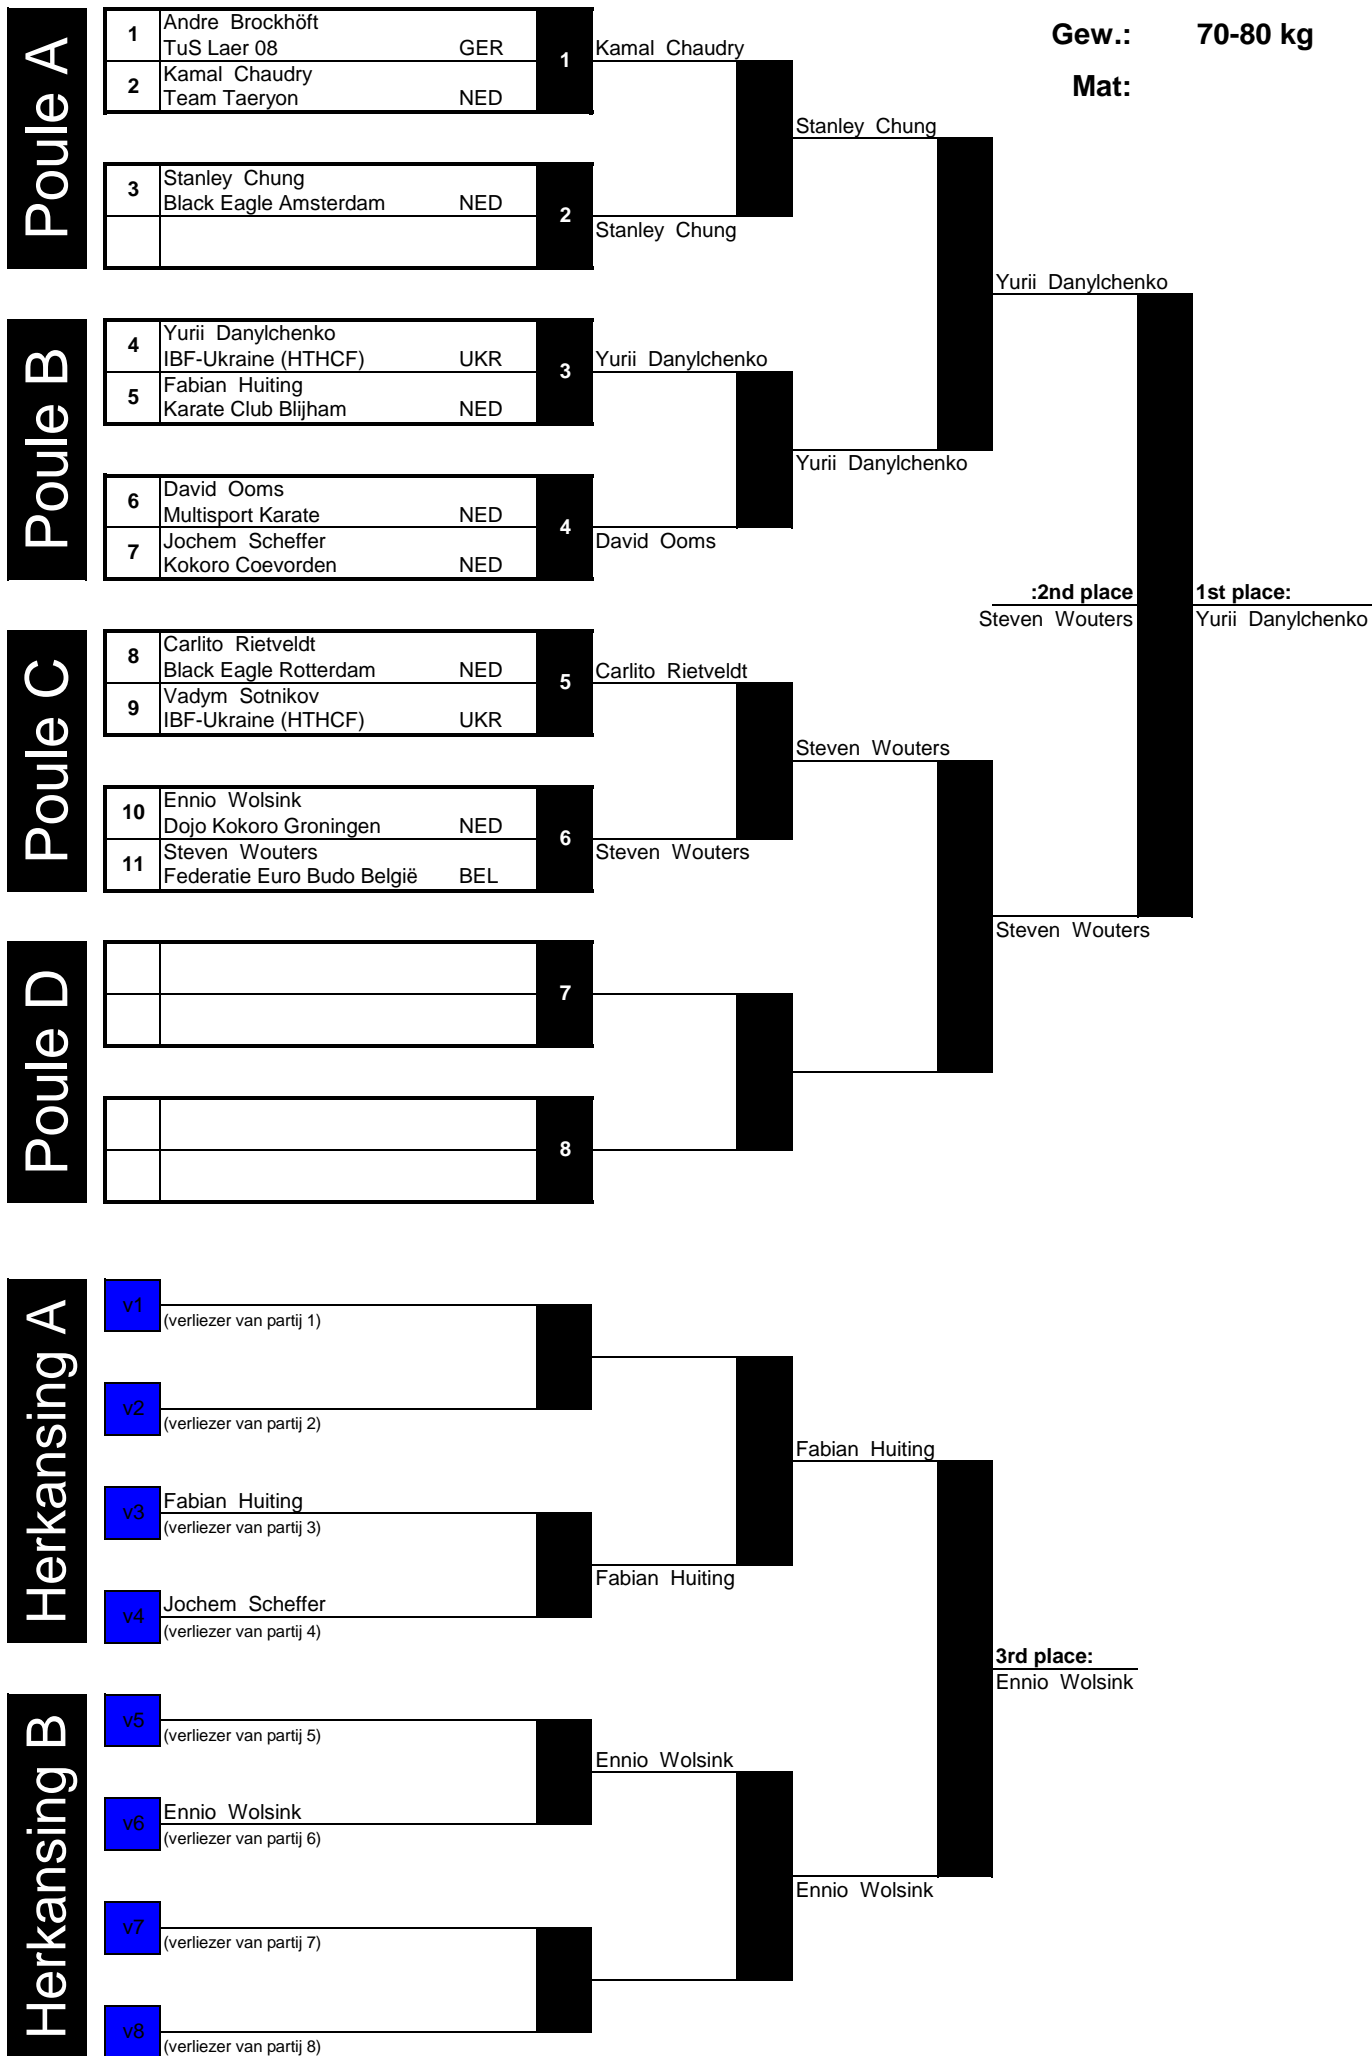 Gew.: 70-80 kg
Mat:
Poule A
1 Andre Brockhöft
TuS Laer 08 GER
2 Kamal Chaudry
Team Taeryon NED
1
Kamal Chaudry
3 Stanley Chung
Black Eagle Amsterdam NED
2
Stanley Chung
Stanley Chung
Poule B
4 Yurii Danylchenko
IBF-Ukraine (HTHCF) UKR
5 Fabian Huiting
Karate Club Blijham NED
3
Yurii Danylchenko
6 David Ooms
Multisport Karate NED
7 Jochem Scheffer
Kokoro Coevorden NED
4
David Ooms
Yurii Danylchenko
Yurii Danylchenko
Poule C
8 Carlito Rietveldt
Black Eagle Rotterdam NED
9 Vadym Sotnikov
IBF-Ukraine (HTHCF) UKR
5
Carlito Rietveldt
10 Ennio Wolsink
Dojo Kokoro Groningen NED
11 Steven Wouters
Federatie Euro Budo België BEL
6
Steven Wouters
Steven Wouters
Poule D
7
8
Steven Wouters
:2nd place
Steven Wouters
1st place:
Yurii Danylchenko
Herkansing A
v1
(verliezer van partij 1)
v2
(verliezer van partij 2)
v3 Fabian Huiting
(verliezer van partij 3)
v4 Jochem Scheffer
(verliezer van partij 4)
Fabian Huiting
Fabian Huiting
Herkansing B
v5
(verliezer van partij 5)
v6 Ennio Wolsink
(verliezer van partij 6)
v7
(verliezer van partij 7)
v8
(verliezer van partij 8)
Ennio Wolsink
Ennio Wolsink
3rd place:
Ennio Wolsink